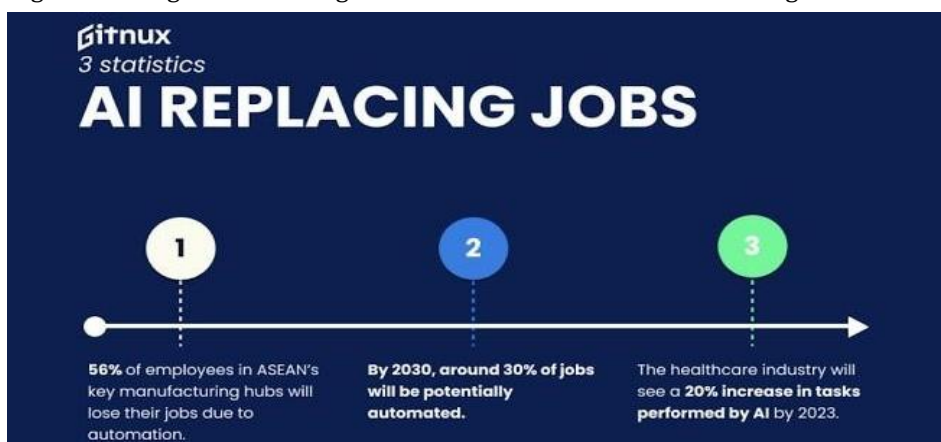 Gitnux
3 statistics
AI REPLACING JOBS
1
2
3
56% of employees in ASEAN's
key manufacturing hubs will
lose their jobs due to
automation.
By 2030, around 30% of jobs
will be potentially
automated.
The healthcare industry will
see a 20% increase in tasks
performed by AI by 2023.